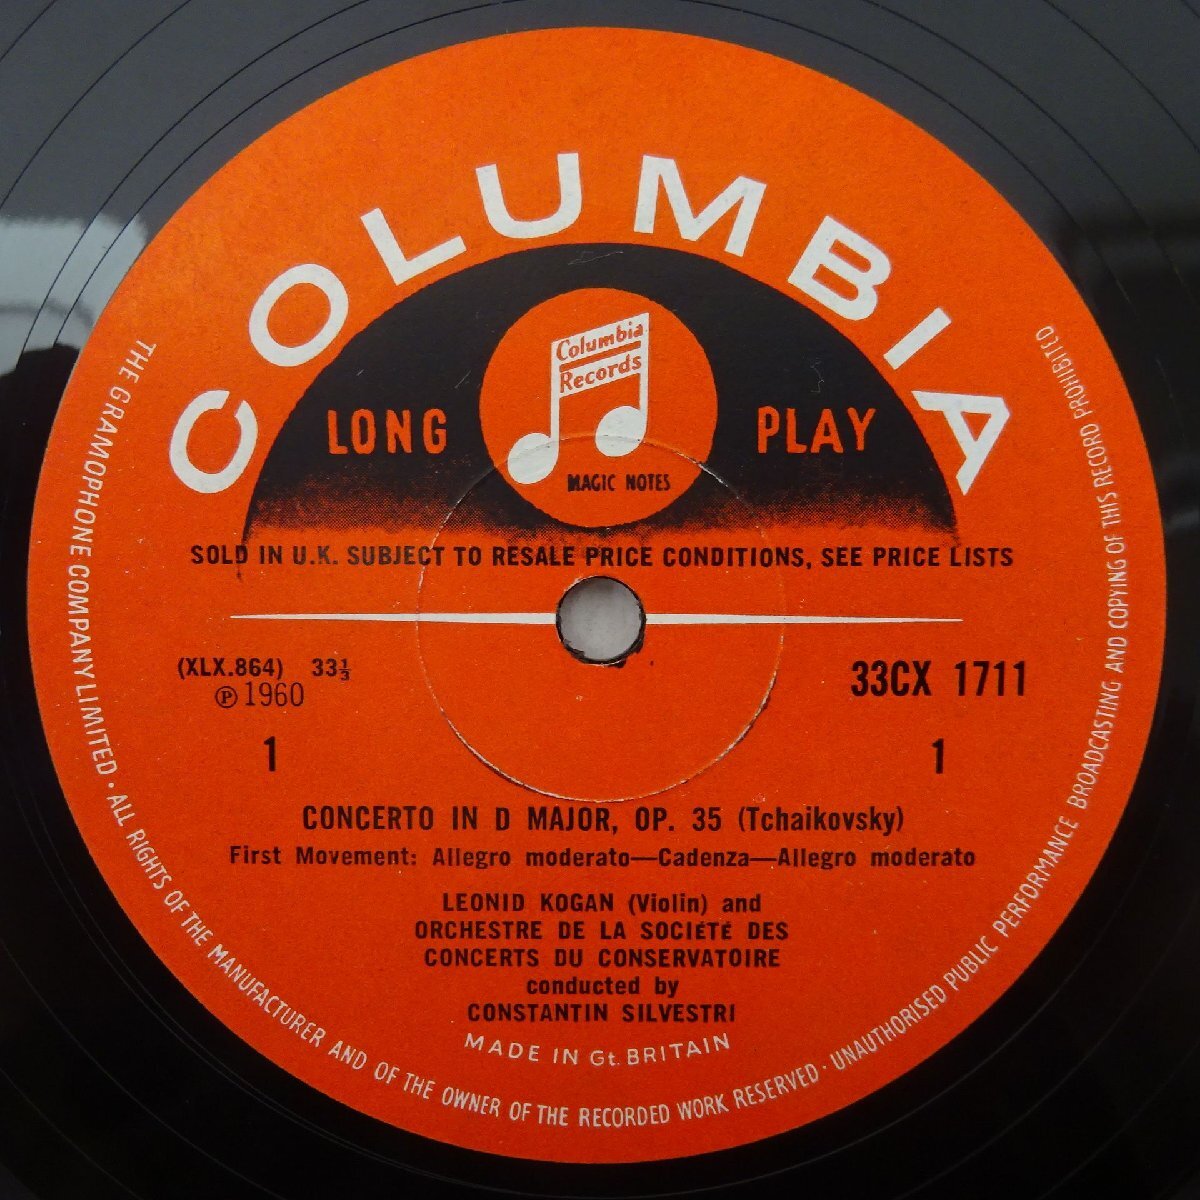 COLUMBIA
Columbia
Records
LONG PLAY
MAGIC NOTES
SOLD IN U.K. SUBJECT TO RESALE PRICE CONDITIONS, SEE PRICE LISTS
(XLX.864) 33⅓
℗ 1960
33CX 1711
1 1
CONCERTO IN D MAJOR, OP. 35 (Tchaikovsky)
First Movement: Allegro moderato—Cadenza—Allegro moderato
LEONID KOGAN (Violin) and
ORCHESTRE DE LA SOCIÉTÉ DES
CONCERTS DU CONSERVATOIRE
conducted by
CONSTANTIN SILVESTRI
MADE IN Gt. BRITAIN
THE GRAMOPHONE COMPANY LIMITED · ALL RIGHTS OF THE MANUFACTURER AND OF THE OWNER OF THE RECORDED WORK RESERVED · UNAUTHORISED PUBLIC PERFORMANCE BROADCASTING AND COPYING OF THIS RECORD PROHIBITED